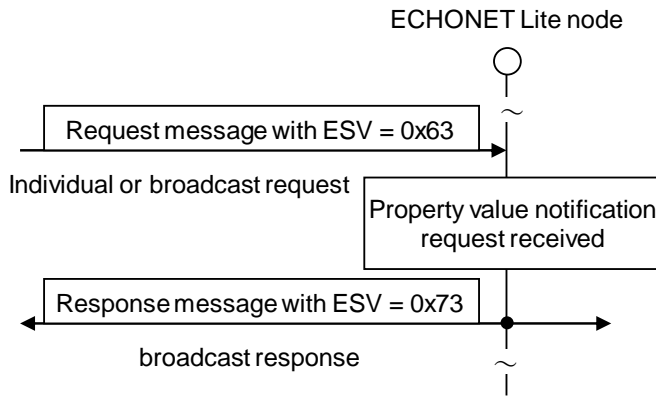 ECHONET Lite node
Request message with ESV = 0x63
Individual or broadcast request
Property value notification
request received
Response message with ESV = 0x73
broadcast response